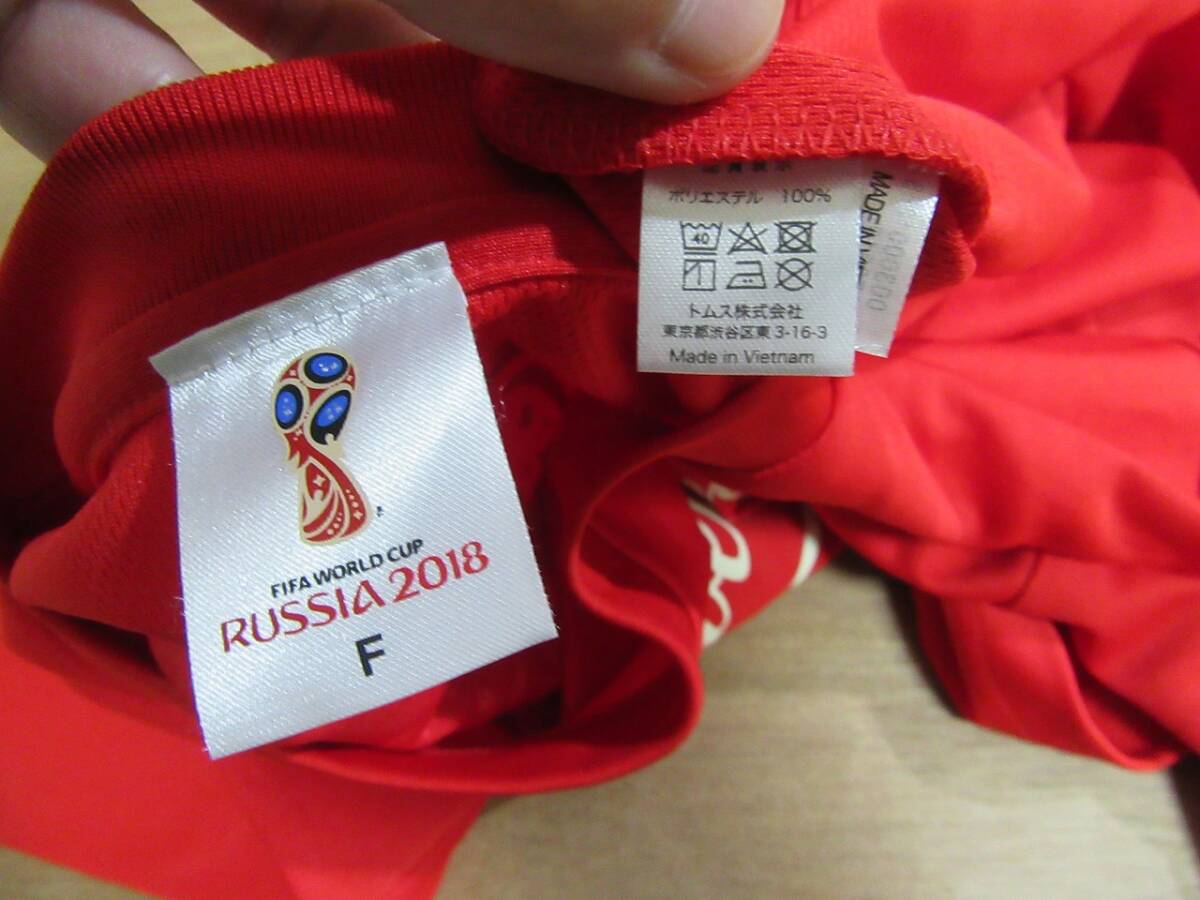 FIFA WORLD CUP
RUSSIA 2018
F
ポリエステル 100%
40
トムス株式会社
東京都渋谷区東 3-16-3
Made in Vietnam
MADE IN